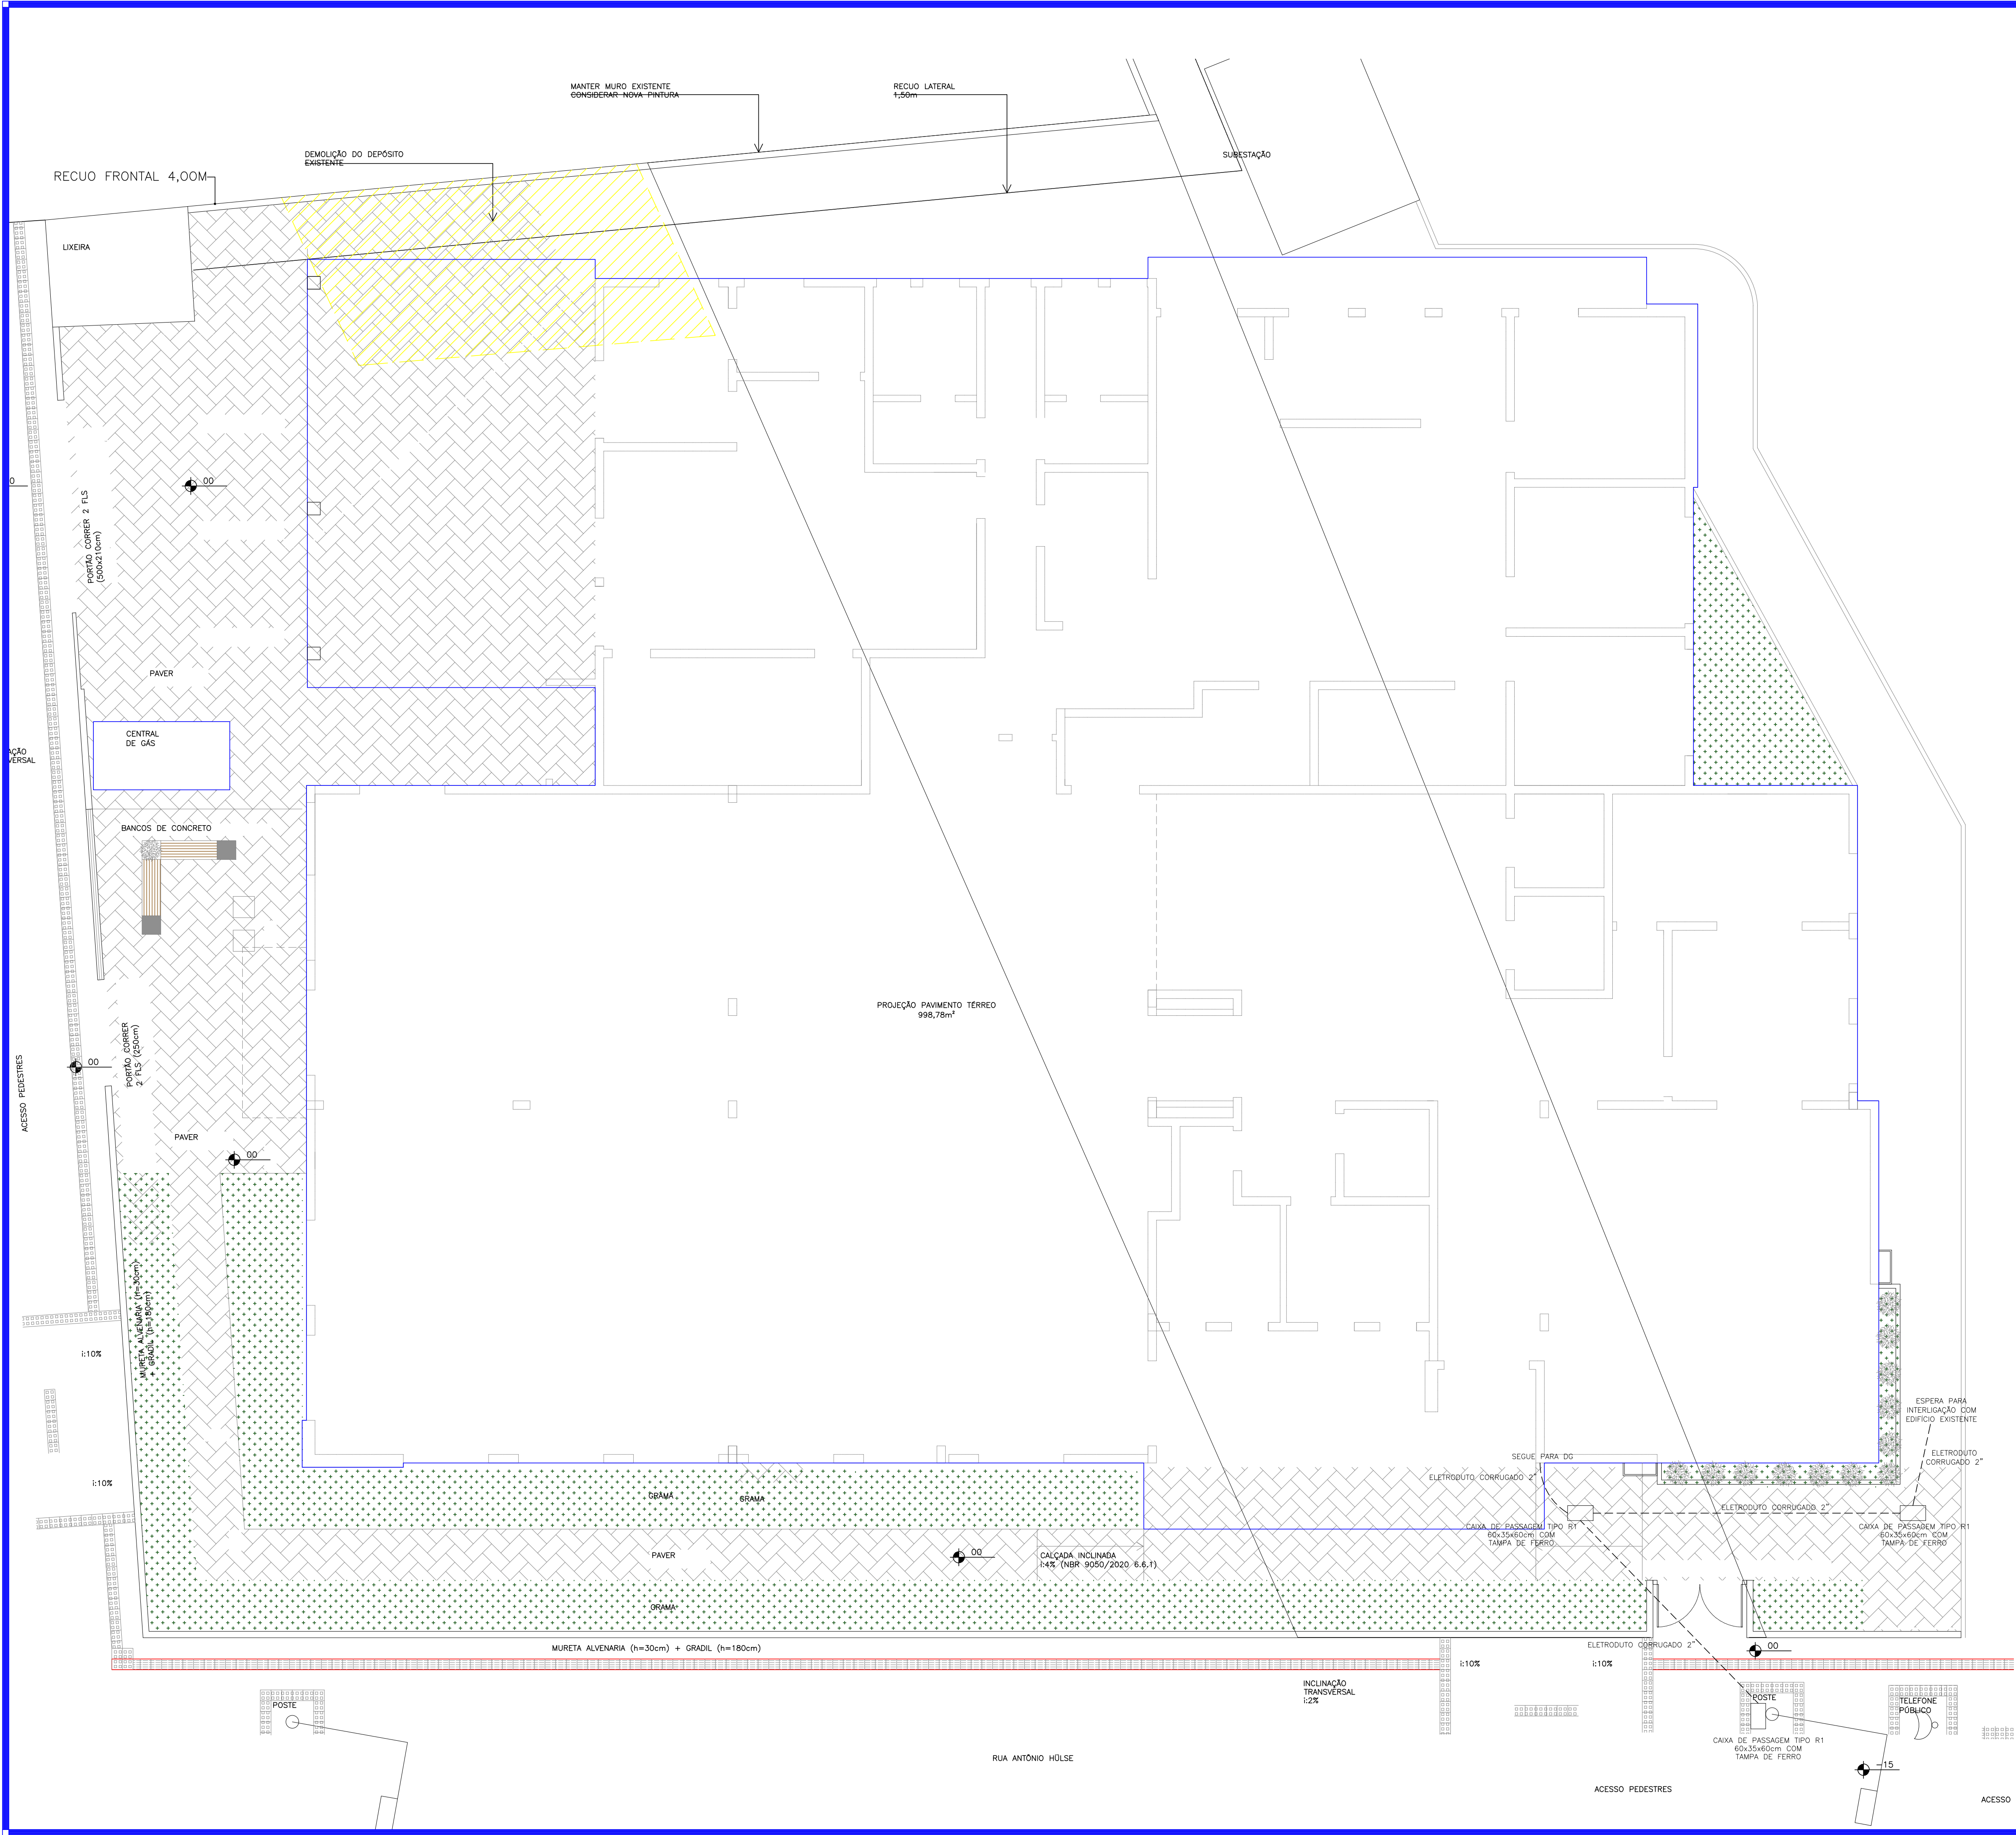 MANTER MURO EXISTENTE
CONSIDERAR NOVA PINTURA
RECUO LATERAL
1,50m
DEMOLIÇÃO DO DEPÓSITO
EXISTENTE
SUBESTAÇÃO
RECUO FRONTAL 4,00M
LIXEIRA
0
00
PORTÃO CORRER 2 FLS
(500x210cm)
PAVER
CENTRAL
DE GÁS
AÇÃO
VERSAL
BANCOS DE CONCRETO
PROJEÇÃO PAVIMENTO TÉRREO
998,78m²
PORTÃO CORRER
2 FLS (250cm)
00
ACESSO PEDESTRES
PAVER
00
MURETA ALVENARIA (h=30cm)
+ GRADIL (h=180cm)
i:10%
i:10%
ESPERA PARA
INTERLIGAÇÃO COM
EDIFÍCIO EXISTENTE
SEGUE PARA DG
ELETRODUTO
CORRUGADO 2"
ELETRODUTO CORRUGADO 2"
GRAMA
GRAMA
ELETRODUTO CORRUGADO 2"
CAIXA DE PASSAGEM TIPO R1
60x35x60cm COM
TAMPA DE FERRO
CAIXA DE PASSAGEM TIPO R1
60x35x60cm COM
TAMPA DE FERRO
PAVER
00
CALÇADA INCLINADA
i:4% (NBR 9050/2020 6.6.1)
GRAMA
MURETA ALVENARIA (h=30cm) + GRADIL (h=180cm)
ELETRODUTO CORRUGADO 2"
00
i:10%
i:10%
INCLINAÇÃO
TRANSVERSAL
i:2%
POSTE
POSTE
TELEFONE
PÚBLICO
CAIXA DE PASSAGEM TIPO R1
60x35x60cm COM
TAMPA DE FERRO
RUA ANTÔNIO HÜLSE
-15
ACESSO PEDESTRES
ACESSO